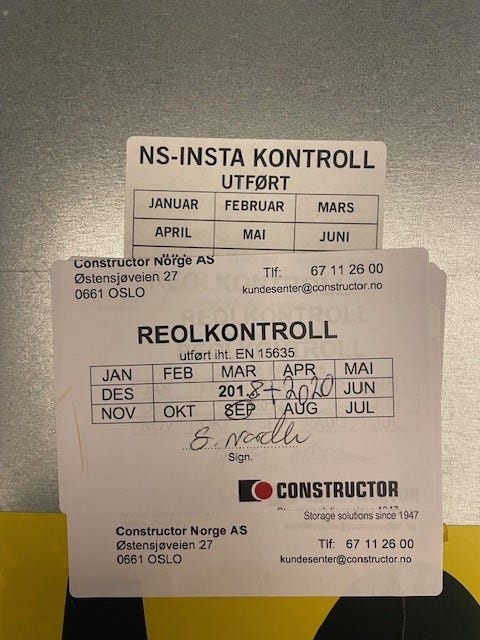 NS-INSTA KONTROLL
UTFØRT
JANUAR FEBRUAR MARS
APRIL MAI JUNI
Constructor Norge AS
Østensjøveien 27
0661 OSLO
Tlf: 67 11 26 00
kundesenter@constructor.no
REOLKONTROLL
utført iht. EN 15635
JAN FEB MAR APR MAI
DES 2018+2020 JUN
NOV OKT SEP AUG JUL
Sign.
CONSTRUCTOR
Storage solutions since 1947
Constructor Norge AS
Østensjøveien 27
0661 OSLO
Tlf: 67 11 26 00
kundesenter@constructor.no